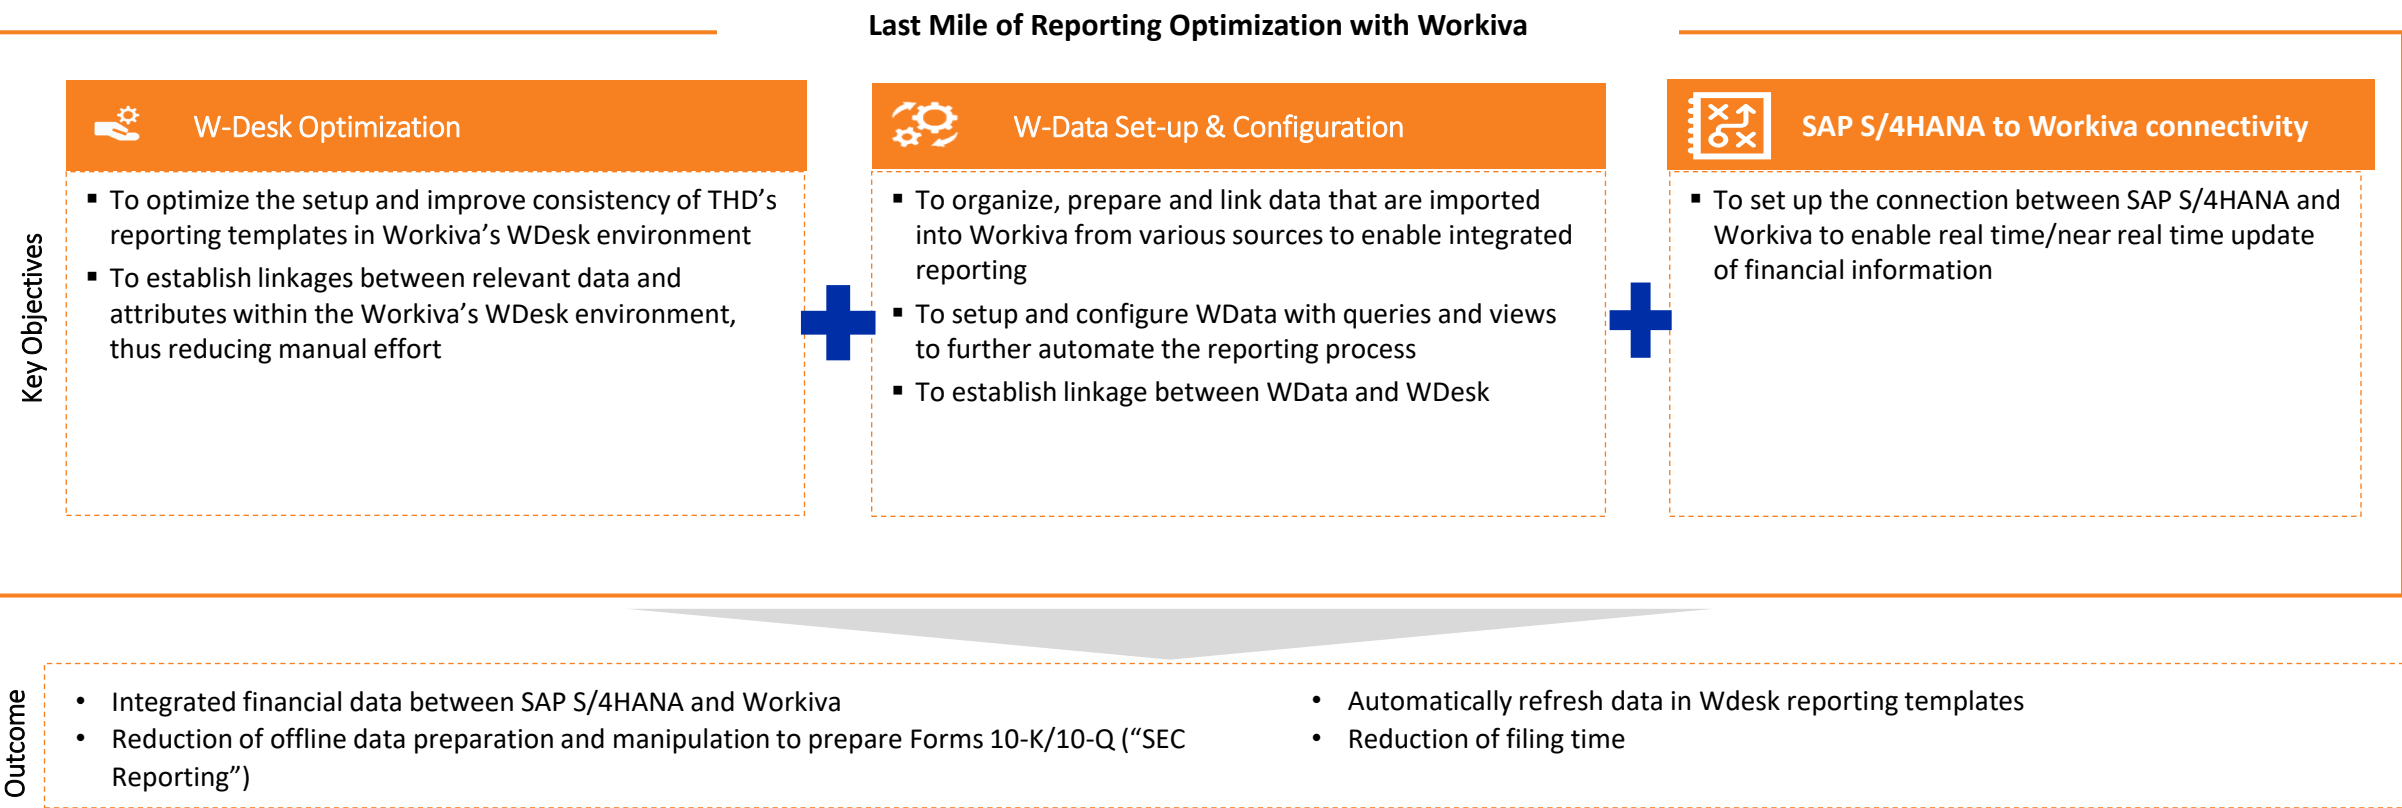 Last Mile of Reporting Optimization with Workiva
Key Objectives
W-Desk Optimization
▪ To optimize the setup and improve consistency of THD’s
reporting templates in Workiva’s WDesk environment
▪ To establish linkages between relevant data and
attributes within the Workiva’s WDesk environment,
thus reducing manual effort
W-Data Set-up & Configuration
▪ To organize, prepare and link data that are imported
into Workiva from various sources to enable integrated
reporting
▪ To setup and configure WData with queries and views
to further automate the reporting process
▪ To establish linkage between WData and WDesk
SAP S/4HANA to Workiva connectivity
▪ To set up the connection between SAP S/4HANA and
Workiva to enable real time/near real time update
of financial information
Outcome
• Integrated financial data between SAP S/4HANA and Workiva
• Reduction of offline data preparation and manipulation to prepare Forms 10-K/10-Q (“SEC
Reporting”)
• Automatically refresh data in Wdesk reporting templates
• Reduction of filing time